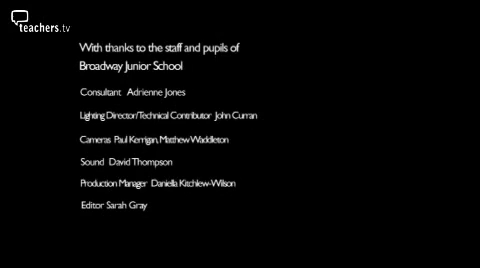 teachers.tv
With thanks to the staff and pupils of
Broadway Junior School
Consultant Adrienne Jones
Lighting Director/Technical Contributor John Curran
Cameras Paul Kerrigan, Matthew Waddleton
Sound David Thompson
Production Manager Daniella Kitchlew-Wilson
Editor Sarah Gray